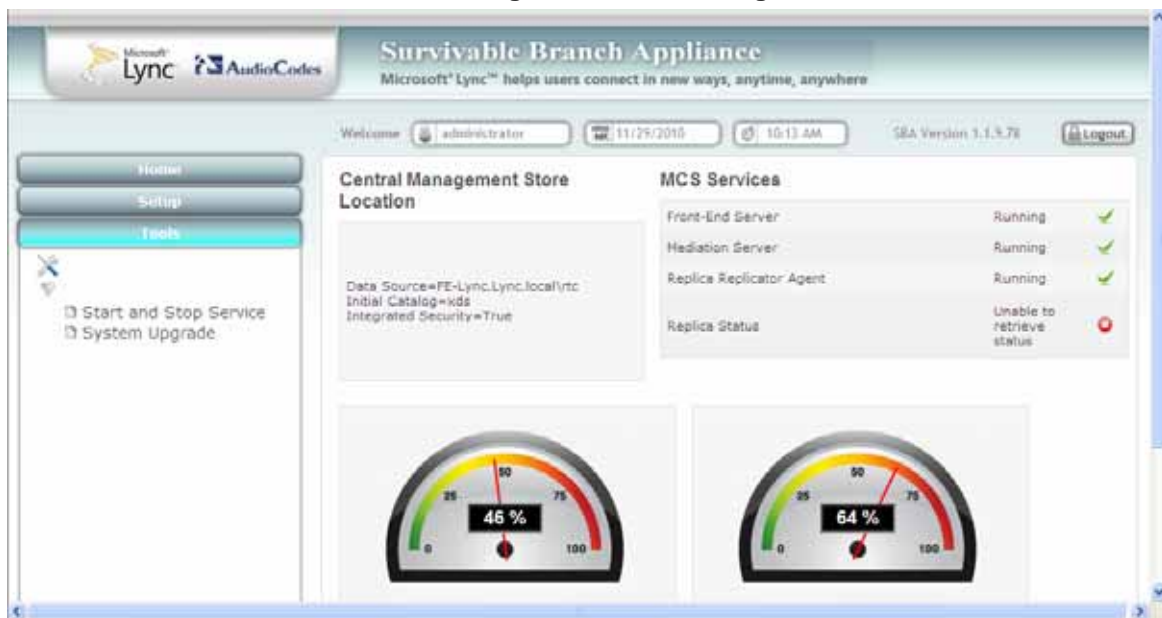 Microsoft
Lync AudioCodes
Survivable Branch Appliance
Microsoft® Lync™ helps users connect in new ways, anytime, anywhere
Welcome administrator 11/29/2010 10:13 AM SBA Version 1.1.9.78 Logout
Home
Setup
Tools
Start and Stop Service
System Upgrade
Central Management Store
Location
Data Source=FE-Lync.Lync.local\rtc
Initial Catalog=xds
Integrated Security=True
MCS Services
Front-End Server Running
Mediation Server Running
Replica Replicator Agent Running
Replica Status Unable to
retrieve
status
50
25 75
46 %
0 100
50
25 75
64 %
0 100